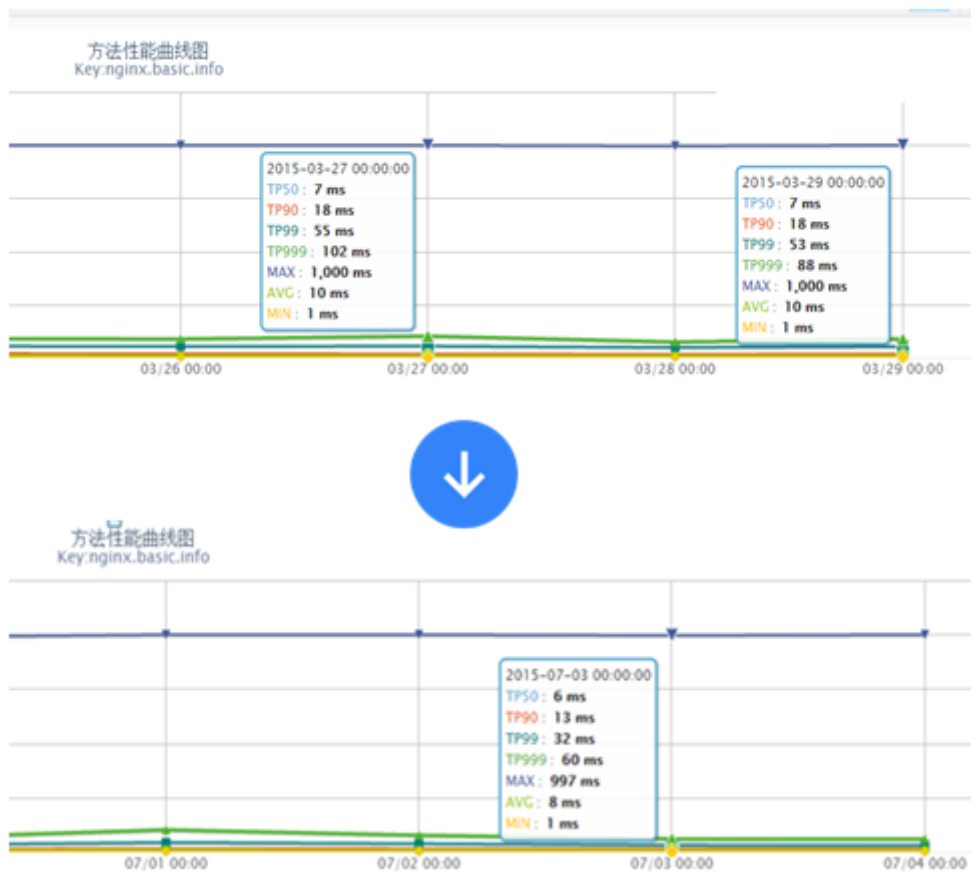 方法性能曲线图
Key:nginx.basic.info
2015-03-27 00:00:00
TP50: 7 ms
TP90: 18 ms
TP99: 55 ms
TP999: 102 ms
MAX: 1,000 ms
AVG: 10 ms
MIN: 1 ms
2015-03-29 00:00:00
TP50: 7 ms
TP90: 18 ms
TP99: 53 ms
TP999: 88 ms
MAX: 1,000 ms
AVG: 10 ms
MIN: 1 ms
03/26 00:00
03/27 00:00
03/28 00:00
03/29 00:00
方法性能曲线图
Key:nginx.basic.info
2015-07-03 00:00:00
TP50: 6 ms
TP90: 13 ms
TP99: 32 ms
TP999: 60 ms
MAX: 997 ms
AVG: 8 ms
MIN: 1 ms
07/01 00:00
07/02 00:00
07/03 00:00
07/04 00:00